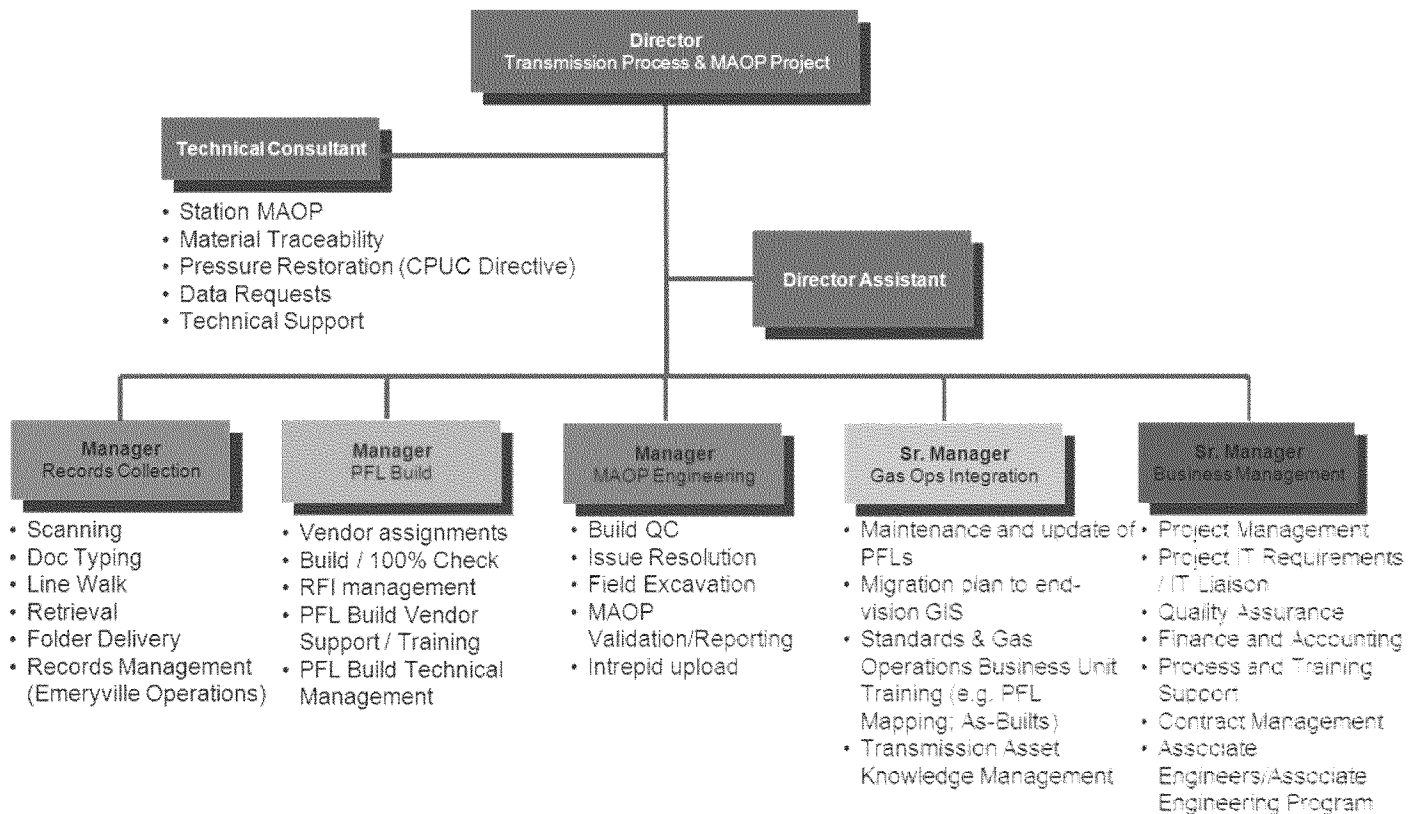 Director
Transmission Process & MAOP Project
Technical Consultant
• Station MAOP
• Material Traceability
• Pressure Restoration (CPUC Directive)
• Data Requests
• Technical Support
Director Assistant
Manager
Records Collection
• Scanning
• Doc Typing
• Line Walk
• Retrieval
• Folder Delivery
• Records Management
(Emeryville Operations)
Manager
PFL Build
• Vendor assignments
• Build / 100% Check
• RFI management
• PFL Build Vendor
Support / Training
• PFL Build Technical
Management
Manager
MAOP Engineering
• Build QC
• Issue Resolution
• Field Excavation
• MAOP
Validation/Reporting
• Intrepid upload
Sr. Manager
Gas Ops Integration
• Maintenance and update of
PFLs
• Migration plan to end-
vision GIS
• Standards & Gas
Operations Business Unit
Training (e.g. PFL
Mapping; As-Builts)
• Transmission Asset
Knowledge Management
Sr. Manager
Business Management
• Project Management
• Project IT Requirements
/ IT Liaison
• Quality Assurance
• Finance and Accounting
• Process and Training
Support
• Contract Management
• Associate
Engineers/Associate
Engineering Program